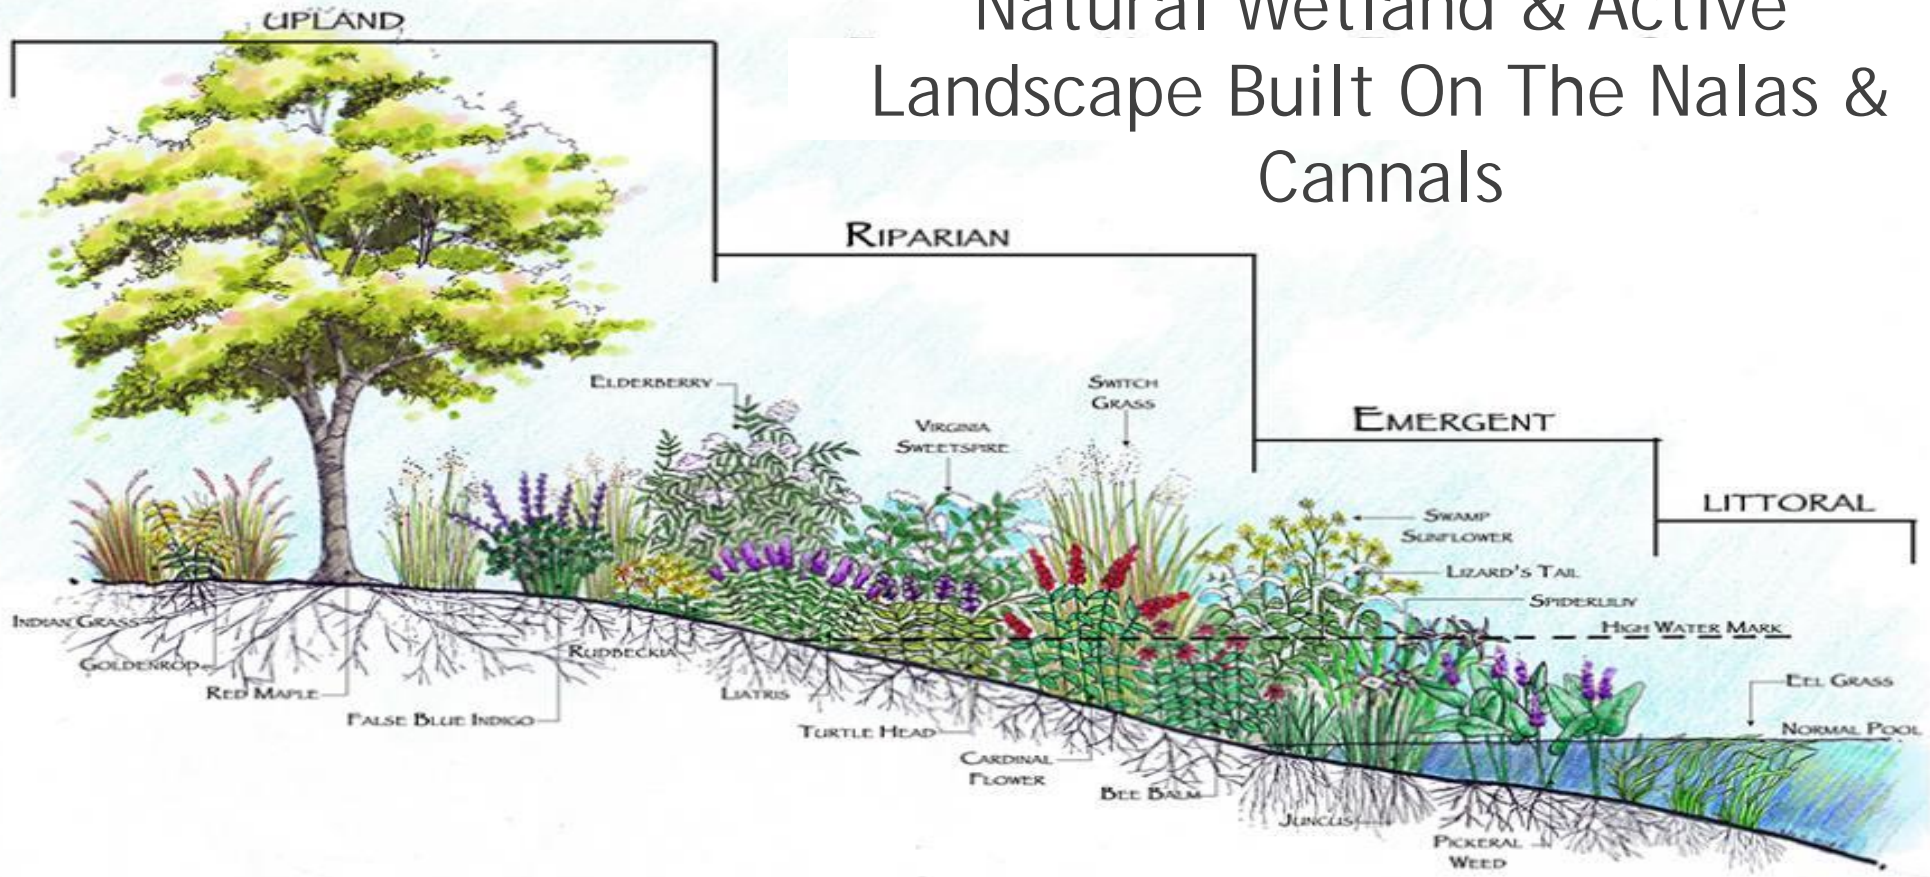 UPLAND
Natural Wetland & Active
Landscape Built On The Nalas &
Cannals
RIPARIAN
ELDERBERRY
SWITCH
GRASS
VIRGINIA
SWEETSPIRE
EMERGENT
LITTORAL
SWAMP
SUNFLOWER
LIZARD'S TAIL
SPIDERLILIY
HIGH WATER MARK
INDIAN GRASS
GOLDENROD
RED MAPLE
FALSE BLUE INDIGO
RUDBECKIA
LIATRIS
TURTLE HEAD
CARDINAL
FLOWER
BEE BALM
JUNCUS
PICKERAL
WEED
EEL GRASS
NORMAL POOL